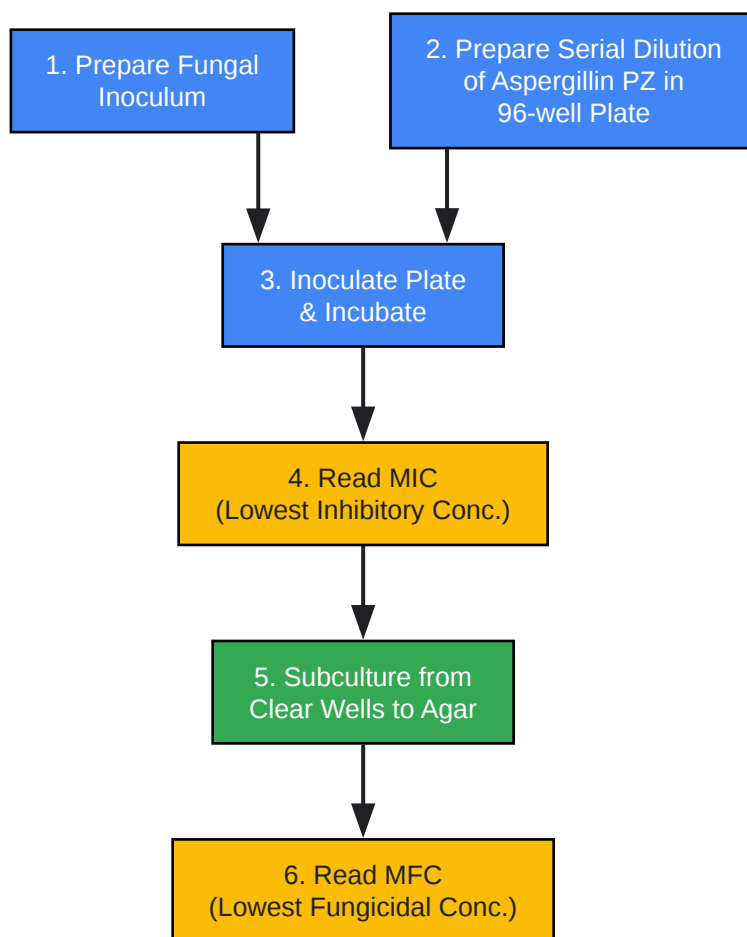 1. Prepare Fungal
Inoculum
2. Prepare Serial Dilution
of Aspergillin PZ in
96-well Plate
3. Inoculate Plate
& Incubate
4. Read MIC
(Lowest Inhibitory Conc.)
5. Subculture from
Clear Wells to Agar
6. Read MFC
(Lowest Fungicidal Conc.)